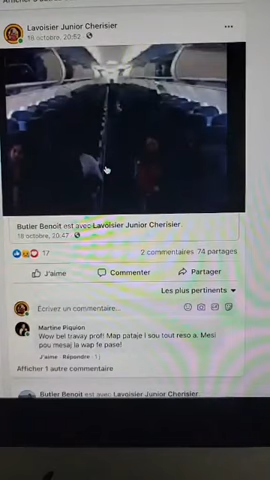 Lavoisier Junior Cherisier
18 octobre, 20:52
Butler Benoit est avec Lavoisier Junior Cherisier.
18 octobre, 20:47
17
2 commentaires 74 partages
J'aime
Commenter
Partager
Les plus pertinents
Écrivez un commentaire...
Martine Piquion
Wow bel travay prof! Map pataje l sou tout reso a. Mesi
pou mesaj la wap fe pase!
J'aime Répondre
Afficher 1 autre commentaire
Butler Benoit est avec Lavoisier Junior Cherisier.